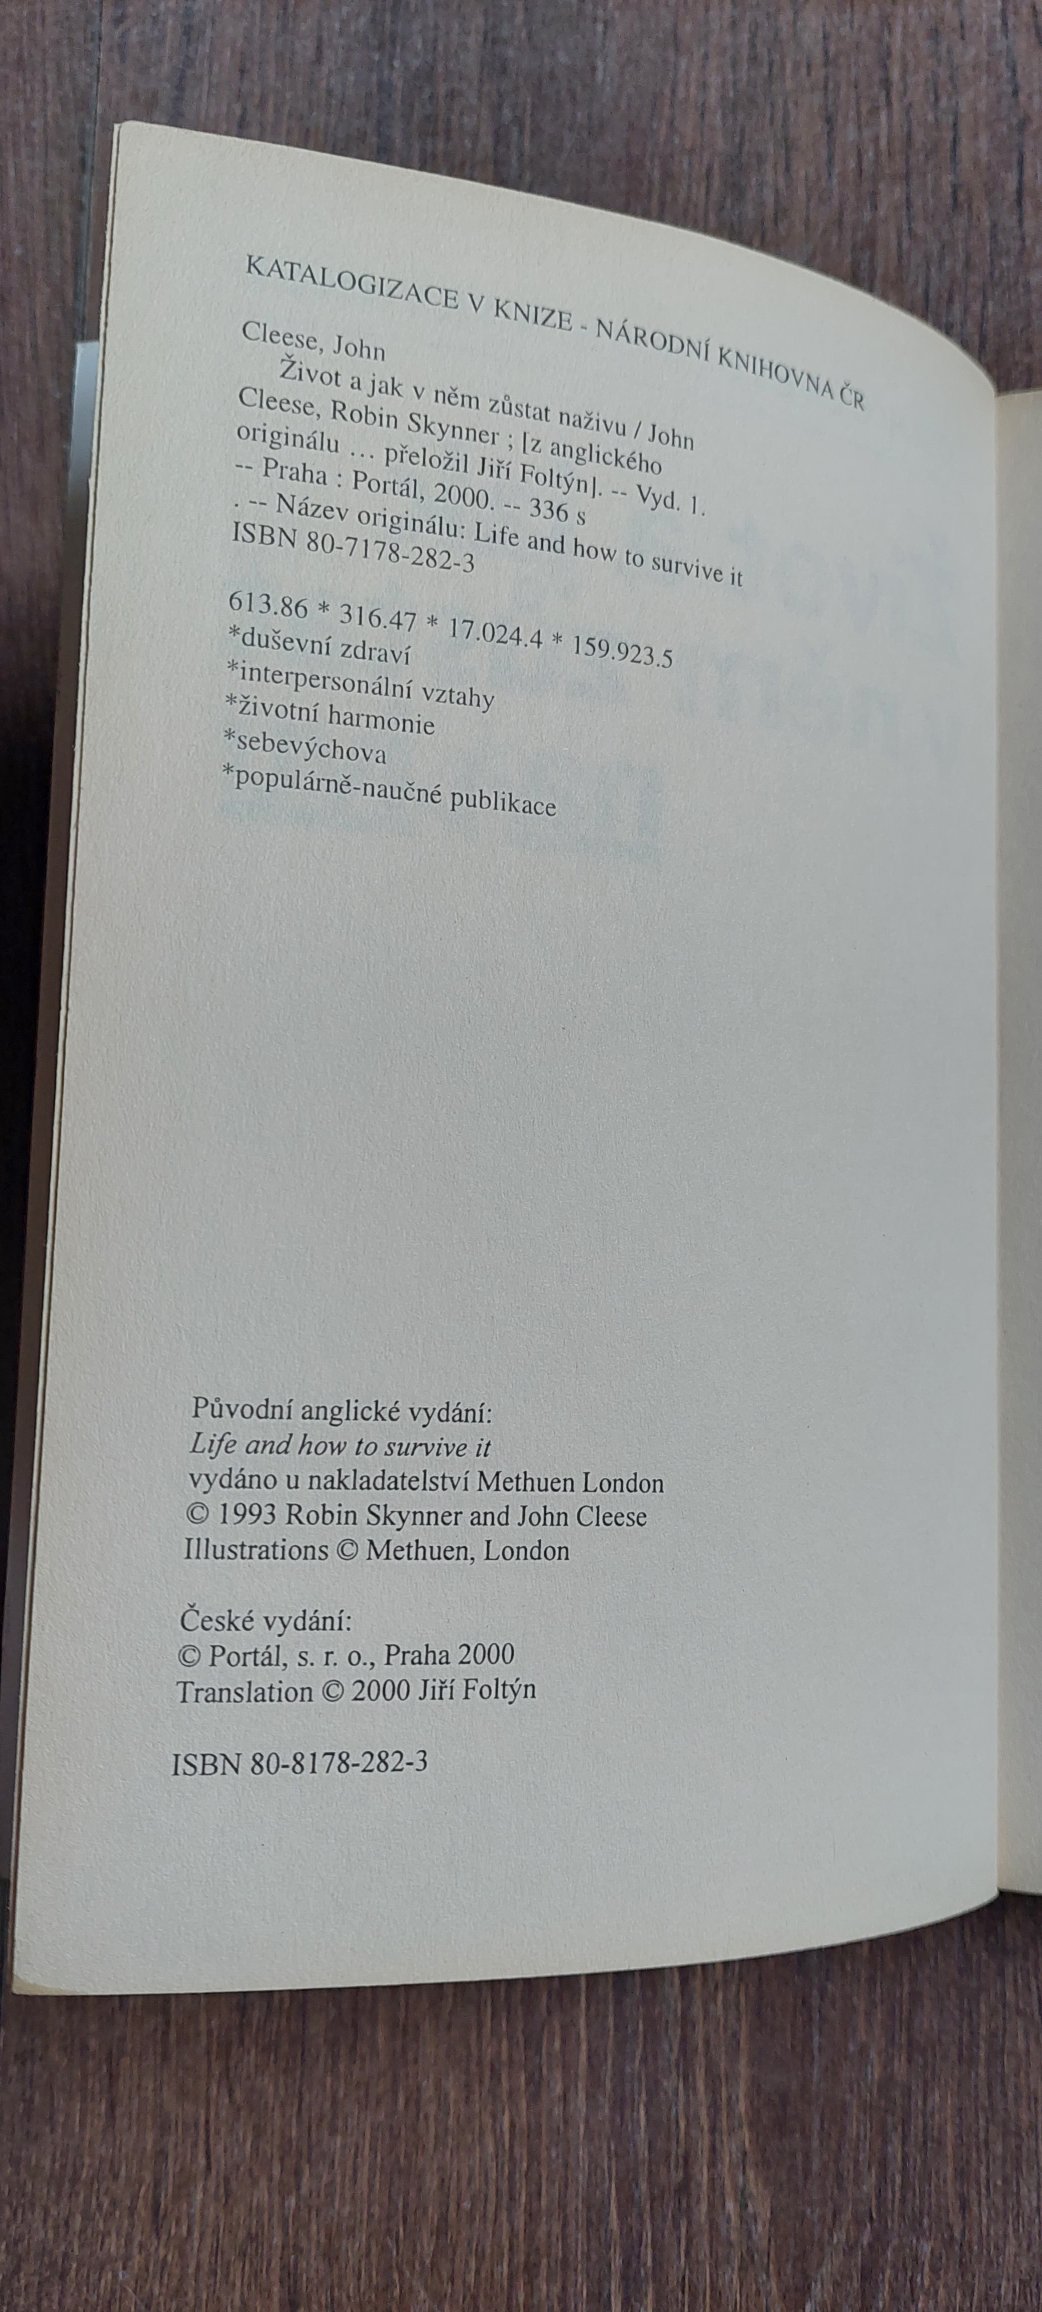 KATALOGIZACE V KNIZE - NÁRODNÍ KNIHOVNA ČR
Cleese, John
Život a jak v něm zůstat naživu / John
Cleese, Robin Skynner ; [z anglického
originálu ... přeložil Jiří Foltýn]. -- Vyd. 1.
-- Praha : Portál, 2000. -- 336 s
. -- Název originálu: Life and how to survive it
ISBN 80-7178-282-3
613.86 * 316.47 * 17.024.4 * 159.923.5
*duševní zdraví
*interpersonální vztahy
*životní harmonie
*sebevýchova
*populárně-naučné publikace
Původní anglické vydání:
Life and how to survive it
vydáno u nakladatelství Methuen London
© 1993 Robin Skynner and John Cleese
Illustrations © Methuen, London
České vydání:
© Portál, s. r. o., Praha 2000
Translation © 2000 Jiří Foltýn
ISBN 80-8178-282-3